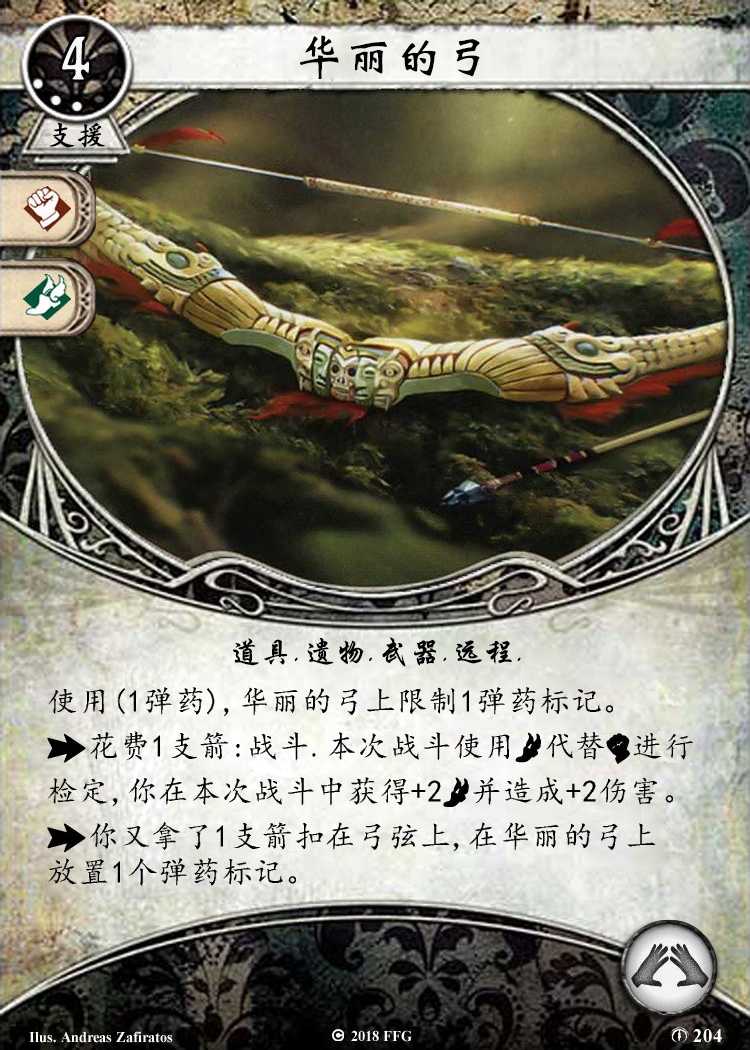 4
华丽的弓
支援
道具.遗物.武器.远程.
使用(1弹药),华丽的弓上限制1弹药标记。
花费1支箭:战斗.本次战斗使用代替进行
检定,你在本次战斗中获得+2并造成+2伤害。
你又拿了1支箭扣在弓弦上,在华丽的弓上
放置1个弹药标记。
Ilus. Andreas Zafiratos
© 2018 FFG
204